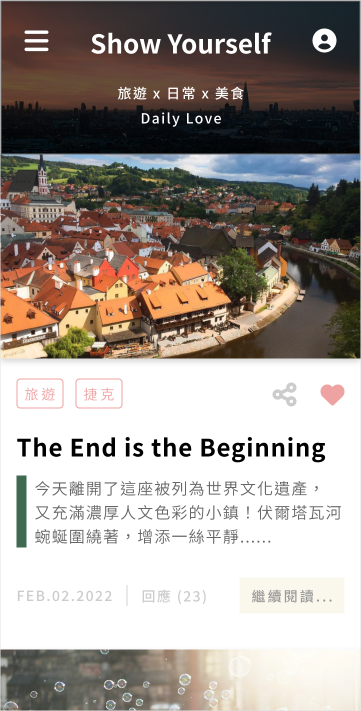 Show Yourself
旅遊 x 日常 x 美食
Daily Love
旅遊 捷克
The End is the Beginning
今天離開了這座被列為世界文化遺產，
又充滿濃厚人文色彩的小鎮！伏爾塔瓦河
蜿蜒圍繞著，增添一絲平靜......
FEB.02.2022 回應 (23) 繼續閱讀...